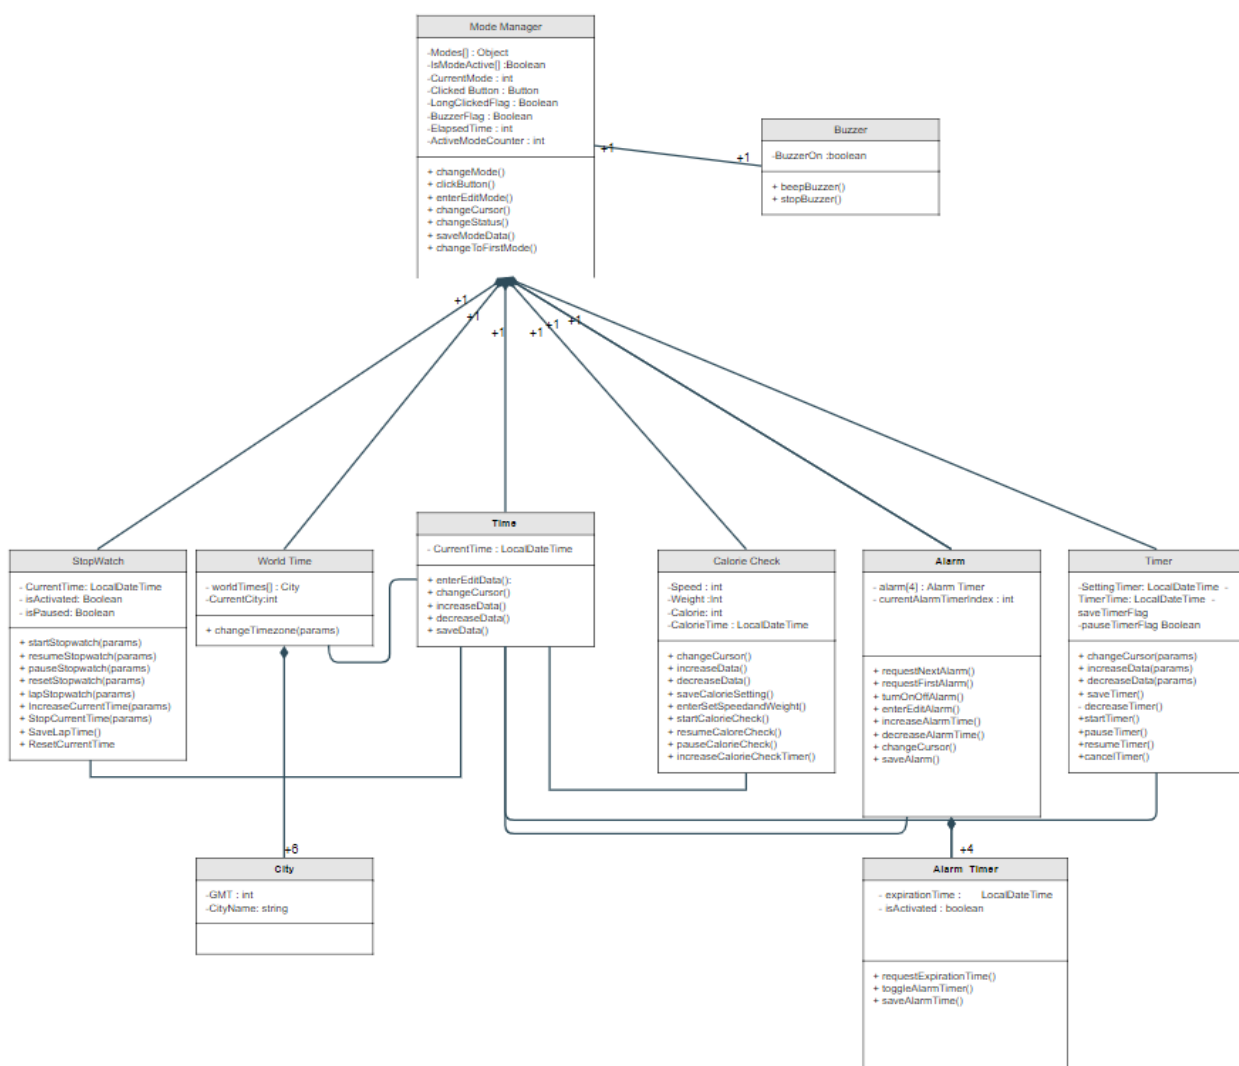 Mode Manager
-Modes[] : Object
-IsModeActive[] :Boolean
-CurrentMode : int
-Clicked Button : Button
-LongClickedFlag : Boolean
-BuzzerFlag : Boolean
-ElapsedTime : int
-ActiveModeCounter : int
+ changeMode()
+ clickButton()
+ enterEditMode()
+ changeCursor()
+ changeStatus()
+ saveModeData()
+ changeToFirstMode()
+1
+1
Buzzer
-BuzzerOn :boolean
+ beepBuzzer()
+ stopBuzzer()
+1
+1
+1
+1
+1
+1
StopWatch
- CurrentTime: LocalDateTime
- isActivated: Boolean
- isPaused: Boolean
+ startStopwatch(params)
+ resumeStopwatch(params)
+ pauseStopwatch(params)
+ resetStopwatch(params)
+ lapStopwatch(params)
+ IncreaseCurrentTime(params)
+ StopCurrentTime(params)
+ SaveLapTime()
+ ResetCurrentTime
World Time
- worldTimes[] : City
-CurrentCity:int
+ changeTimezone(params)
Time
- CurrentTime : LocalDateTime
+ enterEditData():
+ changeCursor()
+ increaseData()
+ decreaseData()
+ saveData()
Calorie Check
-Speed : int
-Weight :Int
-Calorie: int
-CalorieTime : LocalDateTime
+ changeCursor()
+ increaseData()
+ decreaseData()
+ saveCalorieSetting()
+ enterSetSpeedandWeight()
+ startCalorieCheck()
+ resumeCaloreCheck()
+ pauseCalorieCheck()
+ increaseCalorieCheckTimer()
Alarm
- alarm[4] : Alarm Timer
- currentAlarmTimerIndex : int
+ requestNextAlarm()
+ requestFirstAlarm()
+ turnOnOffAlarm()
+ enterEditAlarm()
+ increaseAlarmTime()
+ decreaseAlarmTime()
+ changeCursor()
+ saveAlarm()
Timer
-SettingTimer: LocalDateTime -
TimerTime: LocalDateTime -
saveTimerFlag
-pauseTimerFlag Boolean
+ changeCursor(params)
+ increaseData(params)
+ decreaseData(params)
+ saveTimer()
- decreaseTimer()
+startTimer()
+pauseTimer()
+resumeTimer()
+cancelTimer()
+6
City
-GMT : int
-CityName: string
+4
Alarm Timer
- expirationTime : LocalDateTime
- isActivated : boolean
+ requestExpirationTime()
+ toggleAlarmTimer()
+ saveAlarmTime()